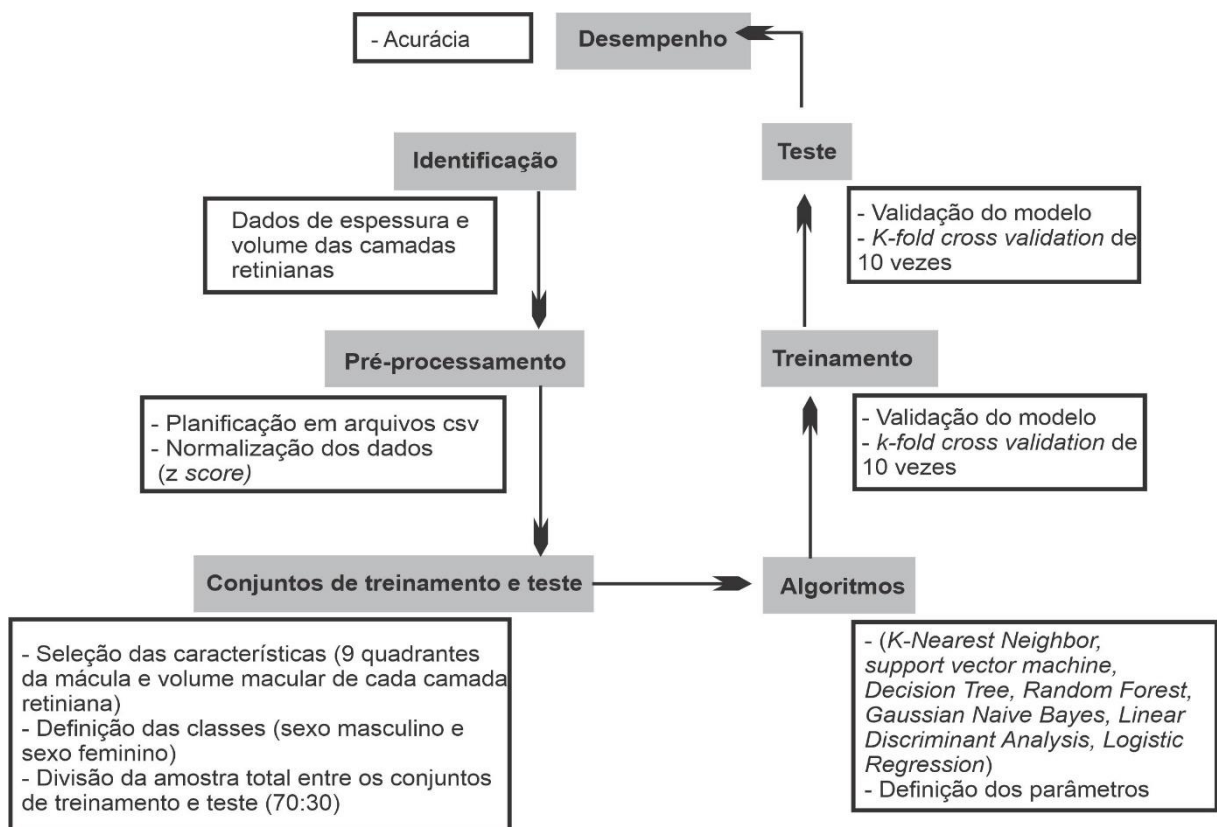 - Acurácia
Desempenho
Identificação
Dados de espessura e
volume das camadas
retinianas
Pré-processamento
- Planificação em arquivos csv
- Normalização dos dados
(z score)
Conjuntos de treinamento e teste
- Seleção das características (9 quadrantes
da mácula e volume macular de cada camada
retiniana)
- Definição das classes (sexo masculino e
sexo feminino)
- Divisão da amostra total entre os conjuntos
de treinamento e teste (70:30)
Algoritmos
- (K-Nearest Neighbor,
support vector machine,
Decision Tree, Random Forest,
Gaussian Naive Bayes, Linear
Discriminant Analysis, Logistic
Regression)
- Definição dos parâmetros
Treinamento
- Validação do modelo
- k-fold cross validation de
10 vezes
Teste
- Validação do modelo
- K-fold cross validation de
10 vezes